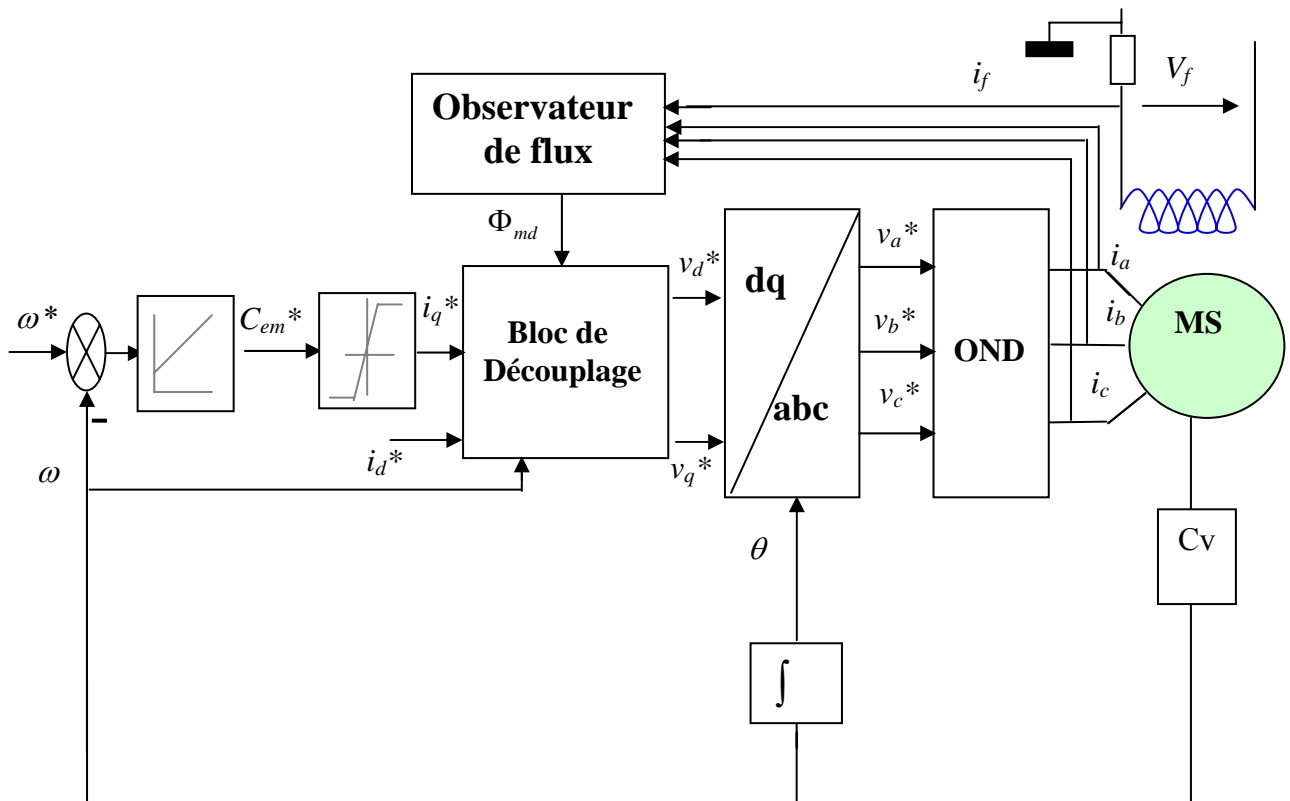 i_f
V_f
Observateur
de flux
Φ_md
v_d*
dq
v_a*
i_a
ω*
C_em*
i_q*
Bloc de
Découplage
v_b*
OND
i_b
MS
i_d*
v_q*
abc
v_c*
i_c
-
ω
θ
Cv
∫